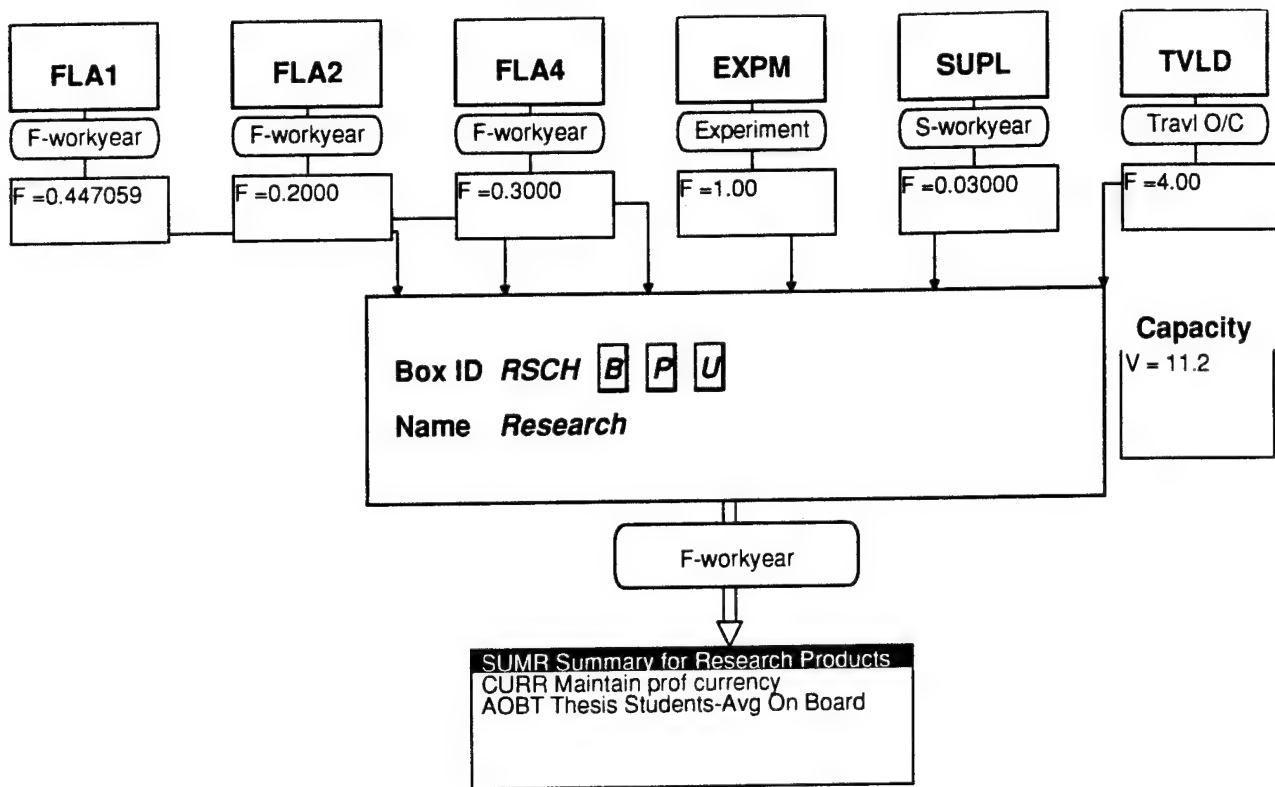 FLA1 FLA2 FLA4 EXPM SUPL TVLD
F-workyear F-workyear F-workyear Experiment S-workyear Travl O/C
F =0.447059 F =0.2000 F =0.3000 F =1.00 F =0.03000 F =4.00
Box ID RSCH B P U
Name Research
Capacity
V = 11.2
F-workyear
SUMR Summary for Research Products
CURR Maintain prof currency
AOBT Thesis Students-Avg On Board